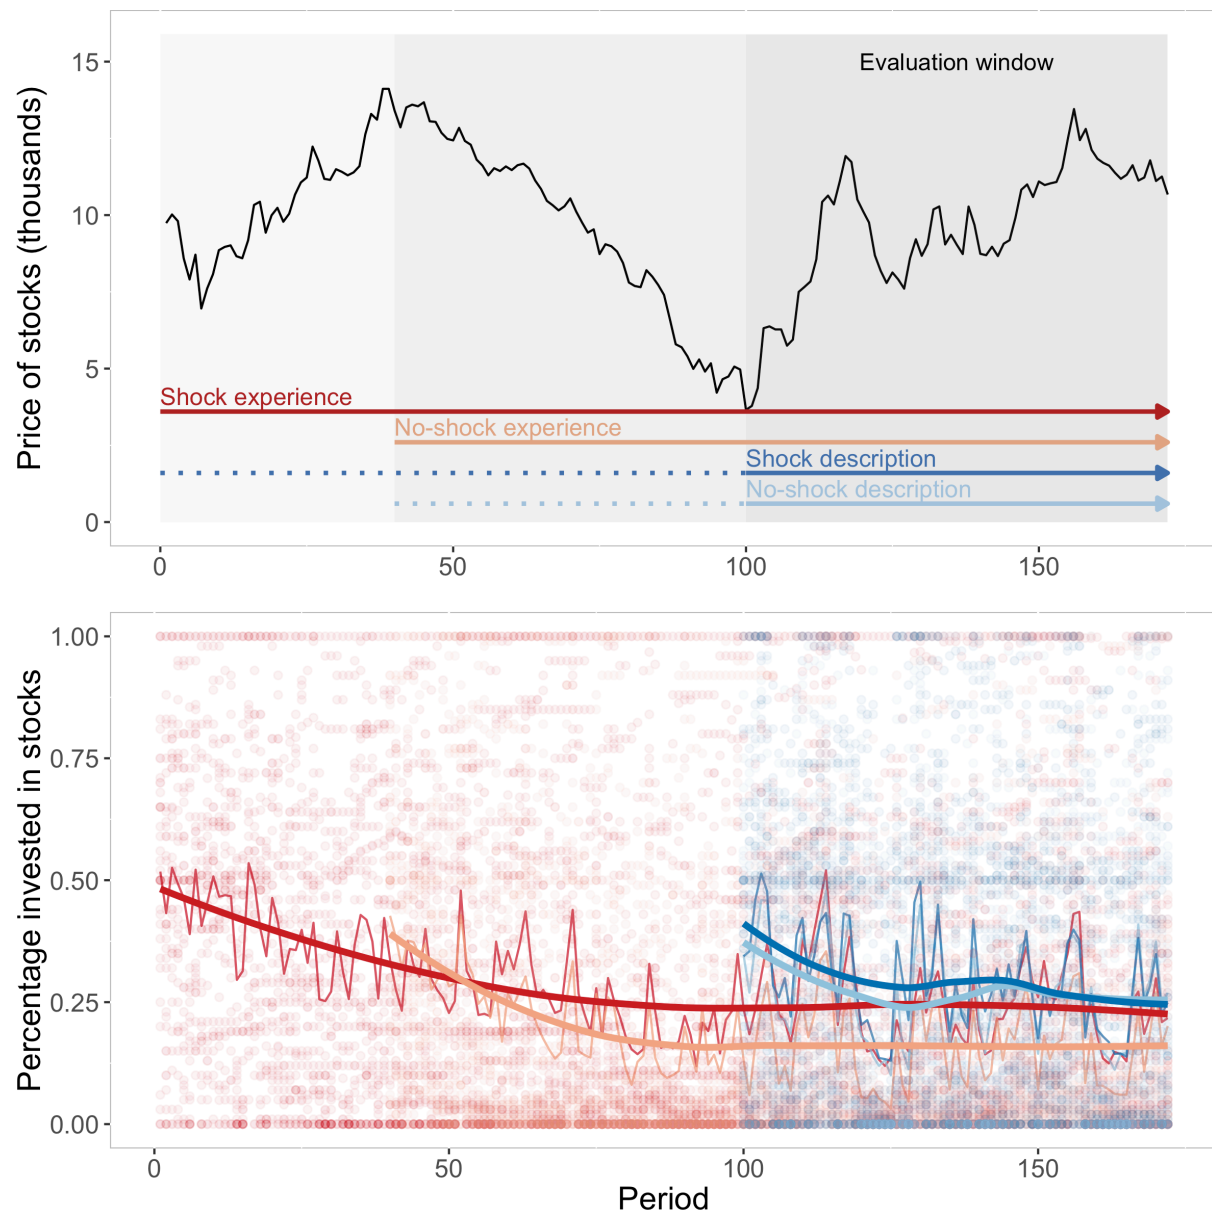 Price of stocks (thousands)
15
10
5
0
Evaluation window
Shock experience
No-shock experience
Shock description
No-shock description
0 50 100 150
Percentage invested in stocks
1.00
0.75
0.50
0.25
0.00
0 50 100 150
Period